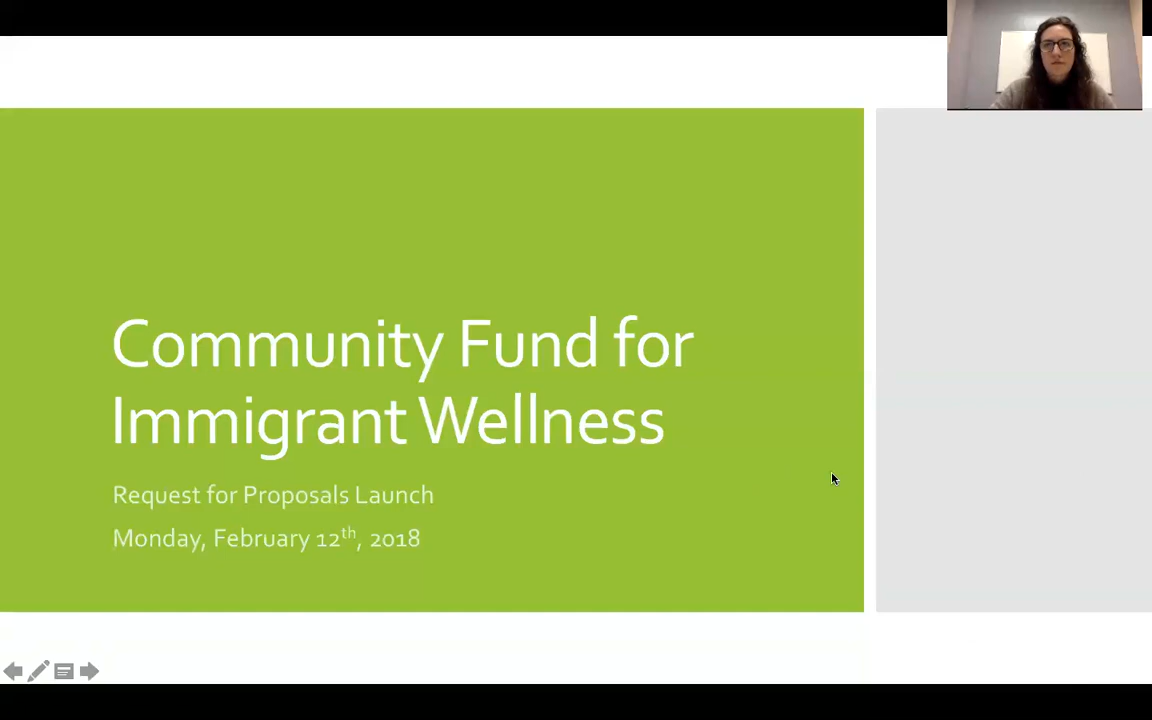 Community Fund for
Immigrant Wellness
Request for Proposals Launch
Monday, February 12th, 2018